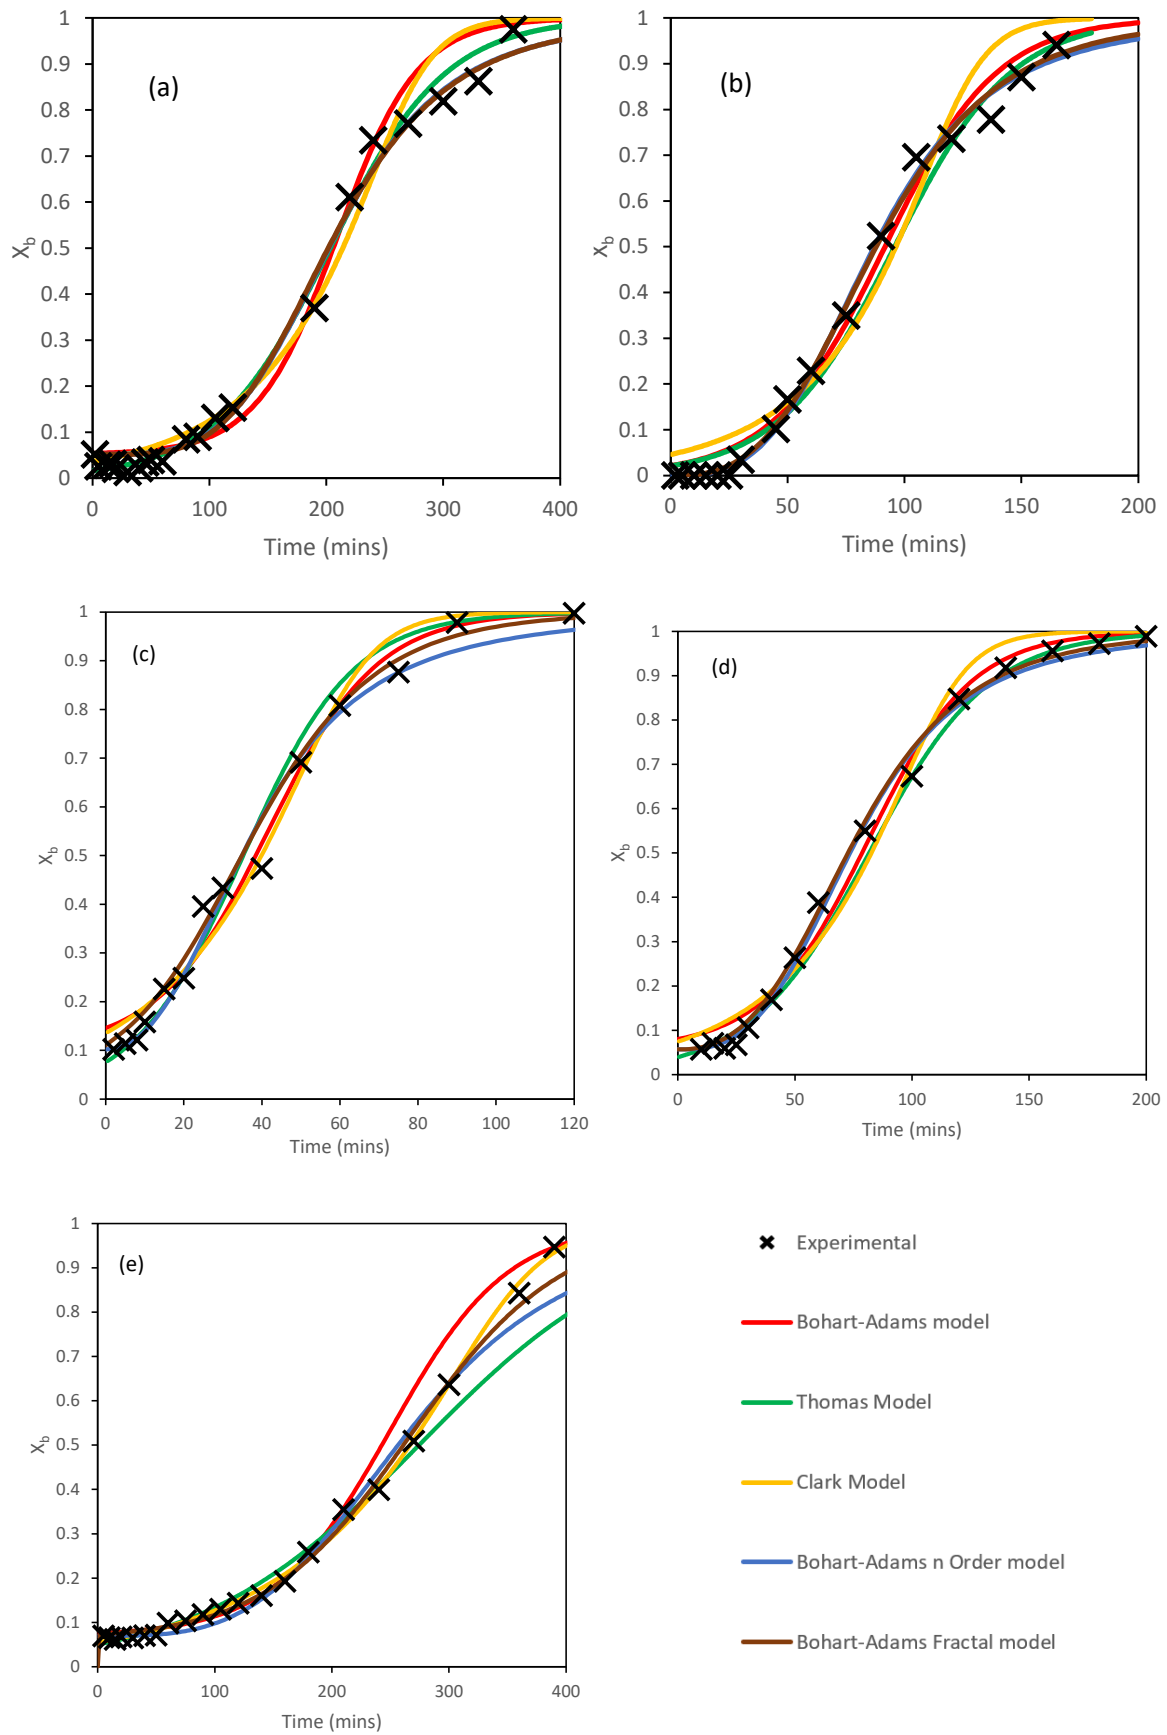 (a)
1
0.9
0.8
0.7
0.6
0.5
0.4
0.3
0.2
0.1
0
X_b
0 100 200 300 400
Time (mins)
(b)
1
0.9
0.8
0.7
0.6
0.5
0.4
0.3
0.2
0.1
0
X_b
0 50 100 150 200
Time (mins)
(c)
1
0.9
0.8
0.7
0.6
0.5
0.4
0.3
0.2
0.1
0
X_b
0 20 40 60 80 100 120
Time (mins)
(d)
1
0.9
0.8
0.7
0.6
0.5
0.4
0.3
0.2
0.1
0
X_b
0 50 100 150 200
Time (mins)
(e)
1
0.9
0.8
0.7
0.6
0.5
0.4
0.3
0.2
0.1
0
X_b
0 100 200 300 400
Time (mins)
Experimental
Bohart-Adams model
Thomas Model
Clark Model
Bohart-Adams n Order model
Bohart-Adams Fractal model